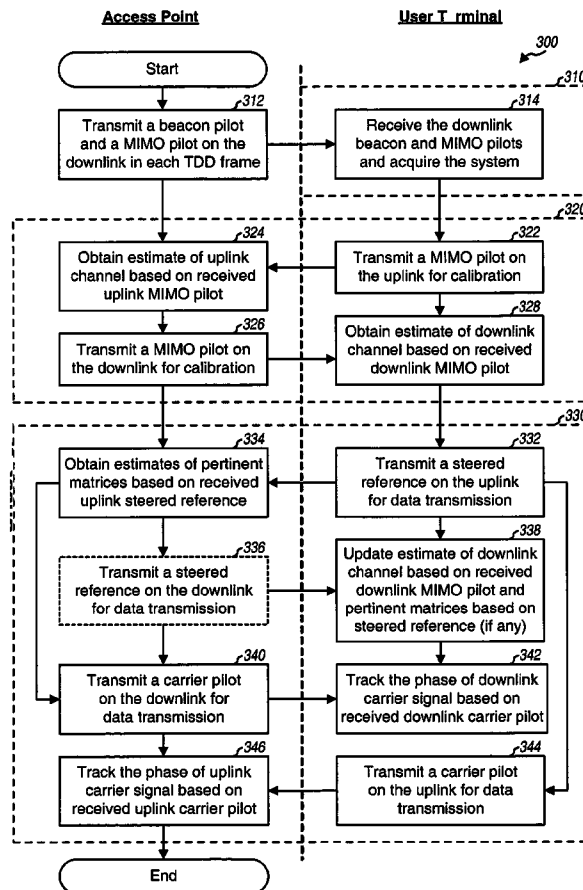 Access Point
User T rminal
300
Start
310
312
Transmit a beacon pilot
and a MIMO pilot on the
downlink in each TDD frame
314
Receive the downlink
beacon and MIMO pilots
and acquire the system
320
324
Obtain estimate of uplink
channel based on received
uplink MIMO pilot
322
Transmit a MIMO pilot on
the uplink for calibration
326
Transmit a MIMO pilot on
the downlink for calibration
328
Obtain estimate of downlink
channel based on received
downlink MIMO pilot
330
334
Obtain estimates of pertinent
matrices based on received
uplink steered reference
332
Transmit a steered
reference on the uplink
for data transmission
336
Transmit a steered
reference on the downlink
for data transmission
338
Update estimate of downlink
channel based on received
downlink MIMO pilot and
pertinent matrices based on
steered reference (if any)
340
Transmit a carrier pilot
on the downlink for
data transmission
342
Track the phase of downlink
carrier signal based on
received downlink carrier pilot
346
Track the phase of uplink
carrier signal based on
received uplink carrier pilot
344
Transmit a carrier pilot
on the uplink for data
transmission
End